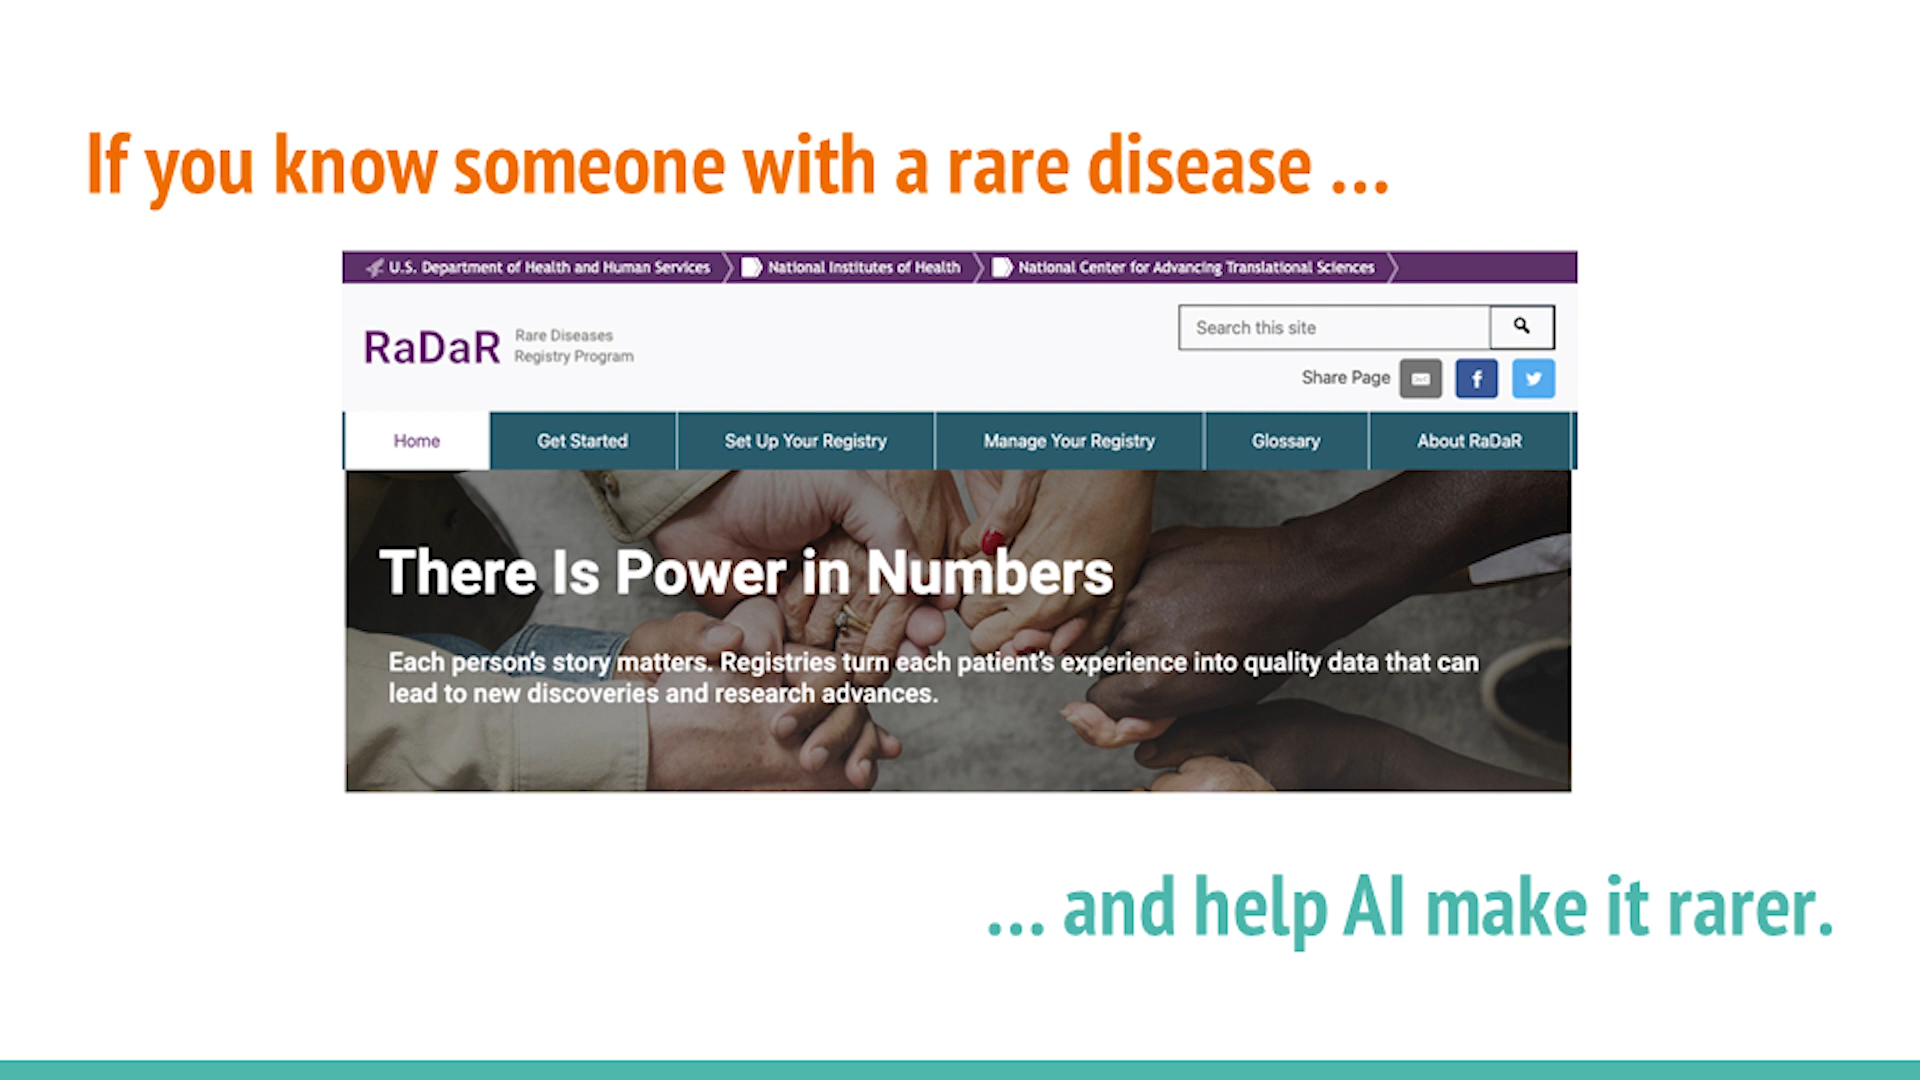 If you know someone with a rare disease ...
U.S. Department of Health and Human Services National Institutes of Health National Center for Advancing Translational Sciences
RaDaR
Rare Diseases
Registry Program
Search this site
Share Page
Home Get Started Set Up Your Registry Manage Your Registry Glossary About RaDaR
There Is Power in Numbers
Each person's story matters. Registries turn each patient's experience into quality data that can
lead to new discoveries and research advances.
... and help AI make it rarer.